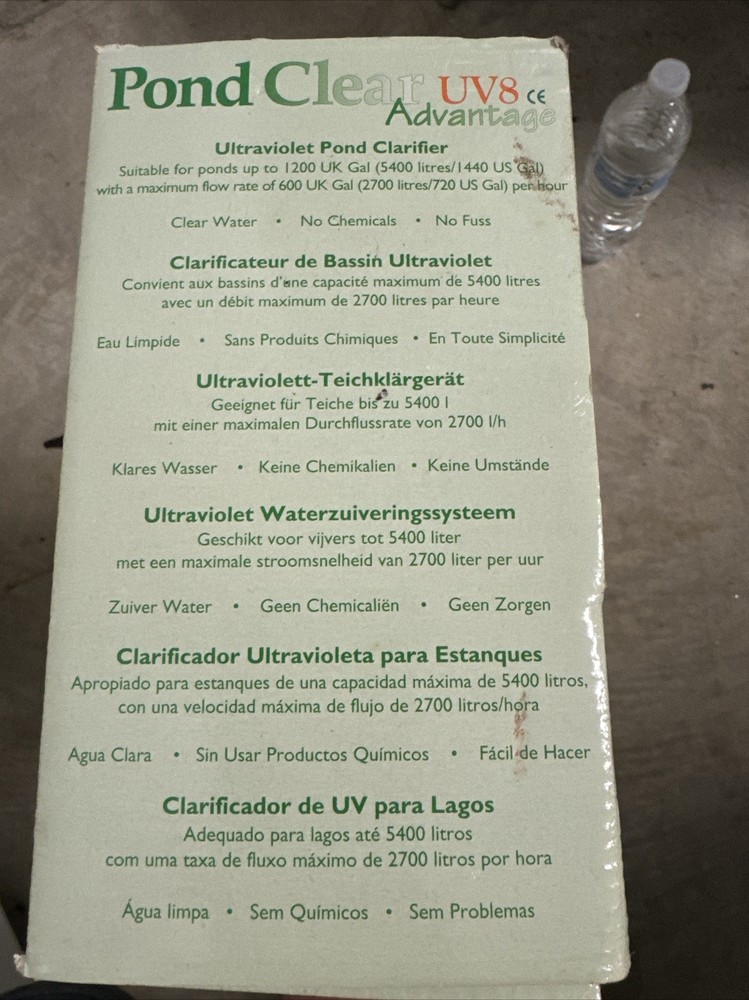 Pond Clear UV8 CE
Advantage
Ultraviolet Pond Clarifier
Suitable for ponds up to 1200 UK Gal (5400 litres/1440 US Gal)
with a maximum flow rate of 600 UK Gal (2700 litres/720 US Gal) per hour
Clear Water • No Chemicals • No Fuss
Clarificateur de Bassin Ultraviolet
Convient aux bassins d'une capacité maximum de 5400 litres
avec un débit maximum de 2700 litres par heure
Eau Limpide • Sans Produits Chimiques • En Toute Simplicité
Ultraviolett-Teichklärgerät
Geeignet für Teiche bis zu 5400 l
mit einer maximalen Durchflussrate von 2700 l/h
Klares Wasser • Keine Chemikalien • Keine Umstände
Ultraviolet Waterzuiveringssysteem
Geschikt voor vijvers tot 5400 liter
met een maximale stroomsnelheid van 2700 liter per uur
Zuiver Water • Geen Chemicaliën • Geen Zorgen
Clarificador Ultravioleta para Estanques
Apropiado para estanques de una capacidad máxima de 5400 litros,
con una velocidad máxima de flujo de 2700 litros/hora
Agua Clara • Sin Usar Productos Químicos • Fácil de Hacer
Clarificador de UV para Lagos
Adequado para lagos até 5400 litros
com uma taxa de fluxo máximo de 2700 litros por hora
Água limpa • Sem Químicos • Sem Problemas